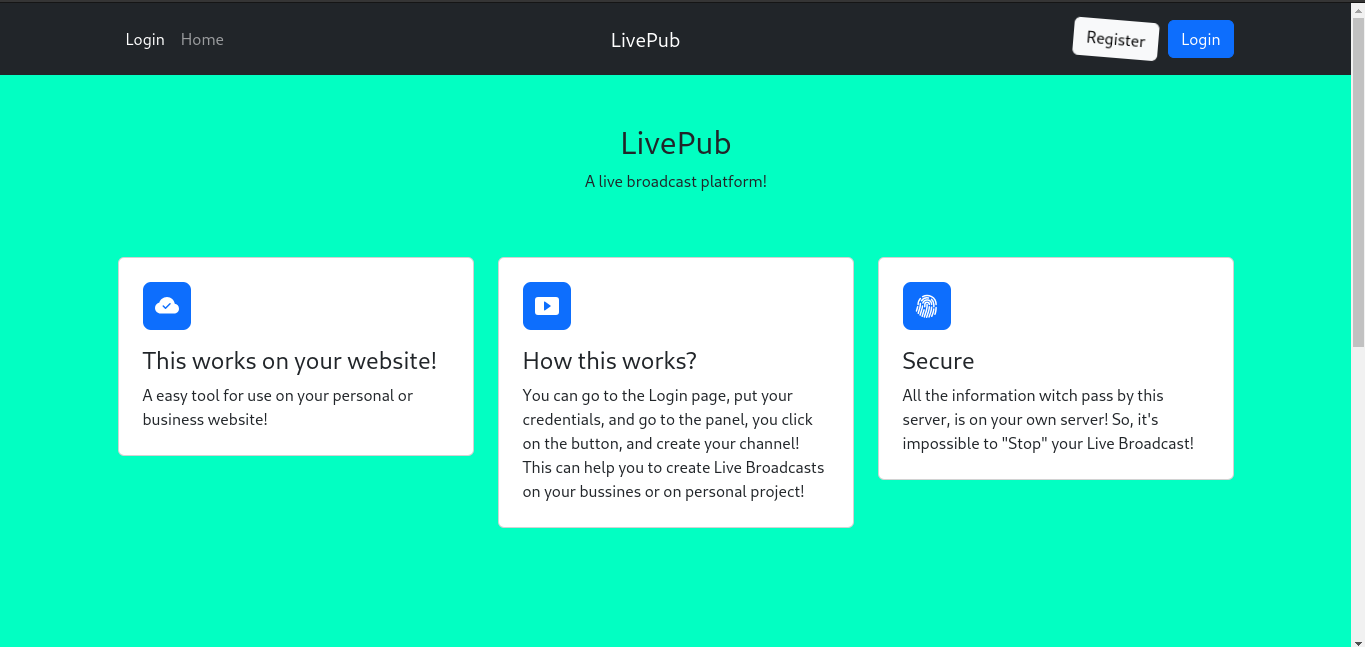 Login Home LivePub Register Login
LivePub
A live broadcast platform!
This works on your website!
A easy tool for use on your personal or
business website!
How this works?
You can go to the Login page, put your
credentials, and go to the panel, you click
on the button, and create your channel!
This can help you to create Live Broadcasts
on your bussines or on personal project!
Secure
All the information witch pass by this
server, is on your own server! So, it's
impossible to "Stop" your Live Broadcast!